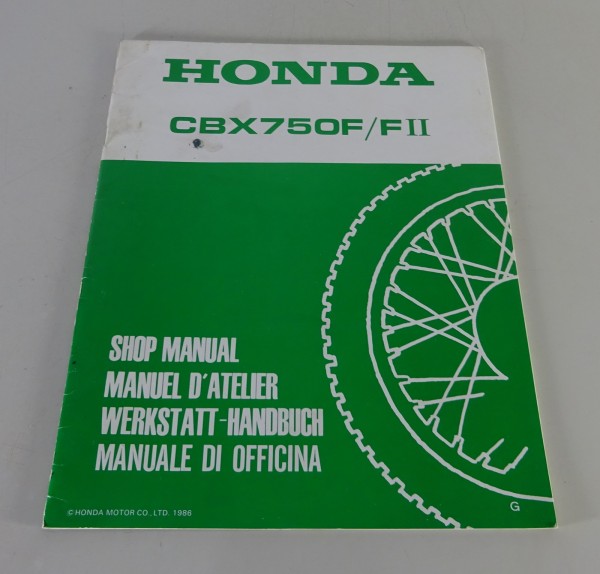 HONDA
CBX750F/FII
SHOP MANUAL
MANUEL D'ATELIER
WERKSTATT-HANDBUCH
MANUALE DI OFFICINA
© HONDA MOTOR CO., LTD. 1986
G